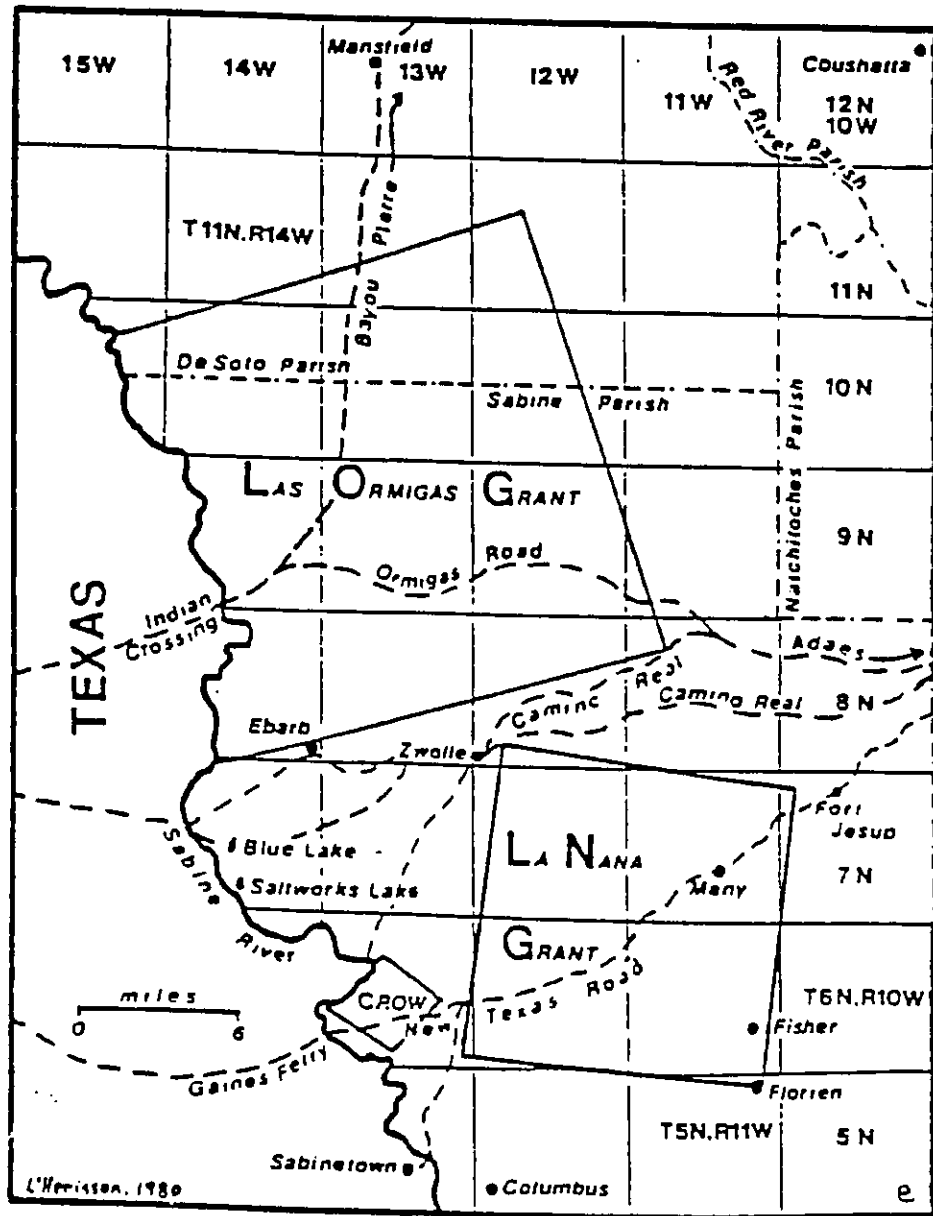 Mansfield
Coushatta
15W
14W
13W
12W
11W
12N
10W
Red River Parish
T11N.R14W
Bayou Pierre
11N
De Soto Parish
Sabine Parish
10N
Natchitoches Parish
LAS ORMIGAS GRANT
9N
Ormigas Road
TEXAS
Indian
Crossing
Adaes
Camino Real
Camino Real
8N
Ebarb
Zwolle
Fort
Jesup
Sabine
River
Blue Lake
LA NANA
Many
7N
Saltworks Lake
GRANT
miles
0 6
CROW
New Texas Road
T6N.R10W
Fisher
Gaines Ferry
Florien
T5N.R11W
5N
Sabinetown
L'Herisson, 1980
Columbus
e